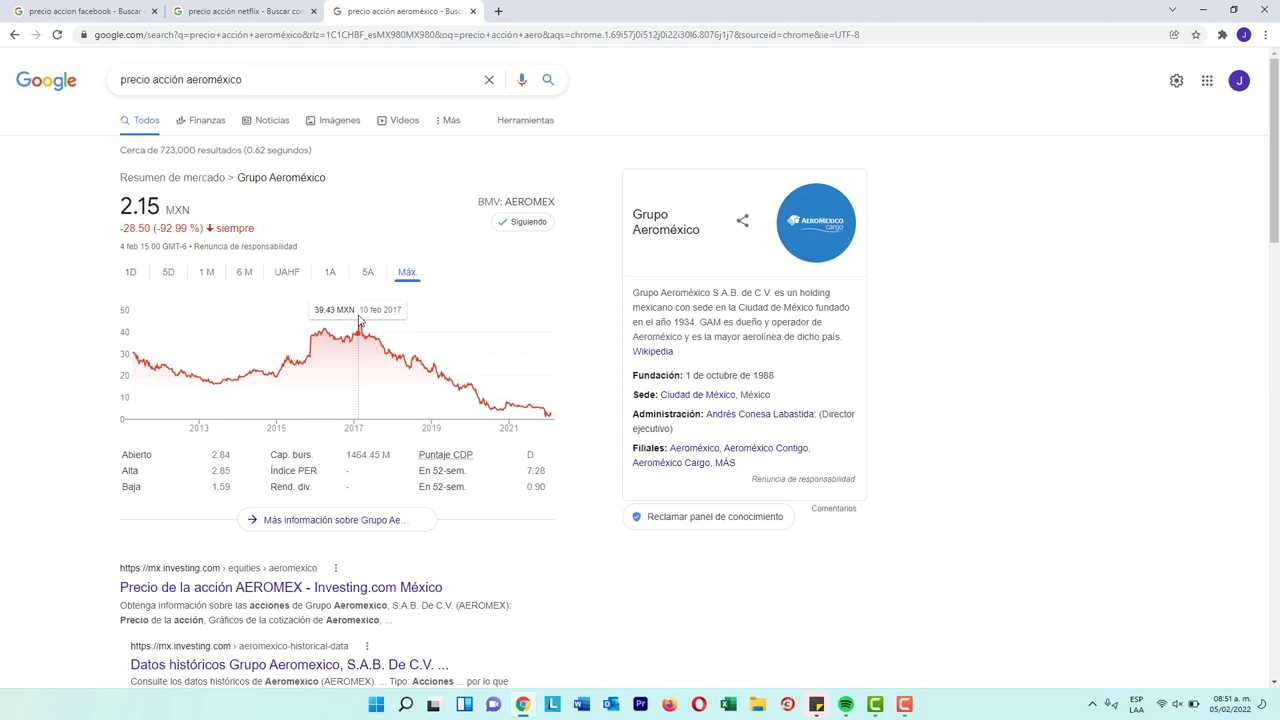 precio acción facebook - Buscar
precio acción netflix - Buscar con
precio acción aeroméxico - Busc
google.com/search?q=precio+acción+aeroméxico&rlz=1C1CHBF_esMX980MX980&oq=precio+acción+aero&aqs=chrome.1.69i57j0i512j0i22i30l6.8076j1j7&sourceid=chrome&ie=UTF-8
J
Google
precio acción aeroméxico
J
Todos
Finanzas
Noticias
Imágenes
Videos
Más
Herramientas
Cerca de 723,000 resultados (0.62 segundos)
Resumen de mercado > Grupo Aeroméxico
2.15 MXN
BMV: AEROMEX
-28.50 (-92.99 %) siempre
Siguiendo
4 feb 15:00 GMT-6 • Renuncia de responsabilidad
1D 5D 1 M 6 M UAHF 1A 5A Máx.
39.43 MXN 10 feb 2017
50
40
30
20
10
0
2013 2015 2017 2019 2021
Abierto 2.84 Cap. burs. 1464.45 M Puntaje CDP D
Alta 2.85 Índice PER - En 52-sem. 7.28
Baja 1.59 Rend. div. - En 52-sem. 0.90
Más información sobre Grupo Ae…
https://mx.investing.com › equities › aeromexico
Precio de la acción AEROMEX - Investing.com México
Obtenga información sobre las acciones de Grupo Aeromexico, S.A.B. De C.V. (AEROMEX):
Precio de la acción, Gráficos de la cotización de Aeromexico, ...
https://mx.investing.com › aeromexico-historical-data
Datos históricos Grupo Aeromexico, S.A.B. De C.V. ...
Consulte los datos históricos de Aeromexico (AEROMEX). ... Tipo: Acciones ... por lo que
Grupo
Aeroméxico
AEROMEXICO
cargo
Grupo Aeroméxico S.A.B. de C.V. es un holding
mexicano con sede en la Ciudad de México fundado
en el año 1934. GAM es dueño y operador de
Aeroméxico y es la mayor aerolínea de dicho país.
Wikipedia
Fundación: 1 de octubre de 1988
Sede: Ciudad de México, México
Administración: Andrés Conesa Labastida; (Director
ejecutivo)
Filiales: Aeroméxico, Aeroméxico Contigo,
Aeroméxico Cargo, MÁS
Renuncia de responsabilidad
Reclamar panel de conocimiento
Comentarios
ESP
LAA
08:51 a. m.
05/02/2022